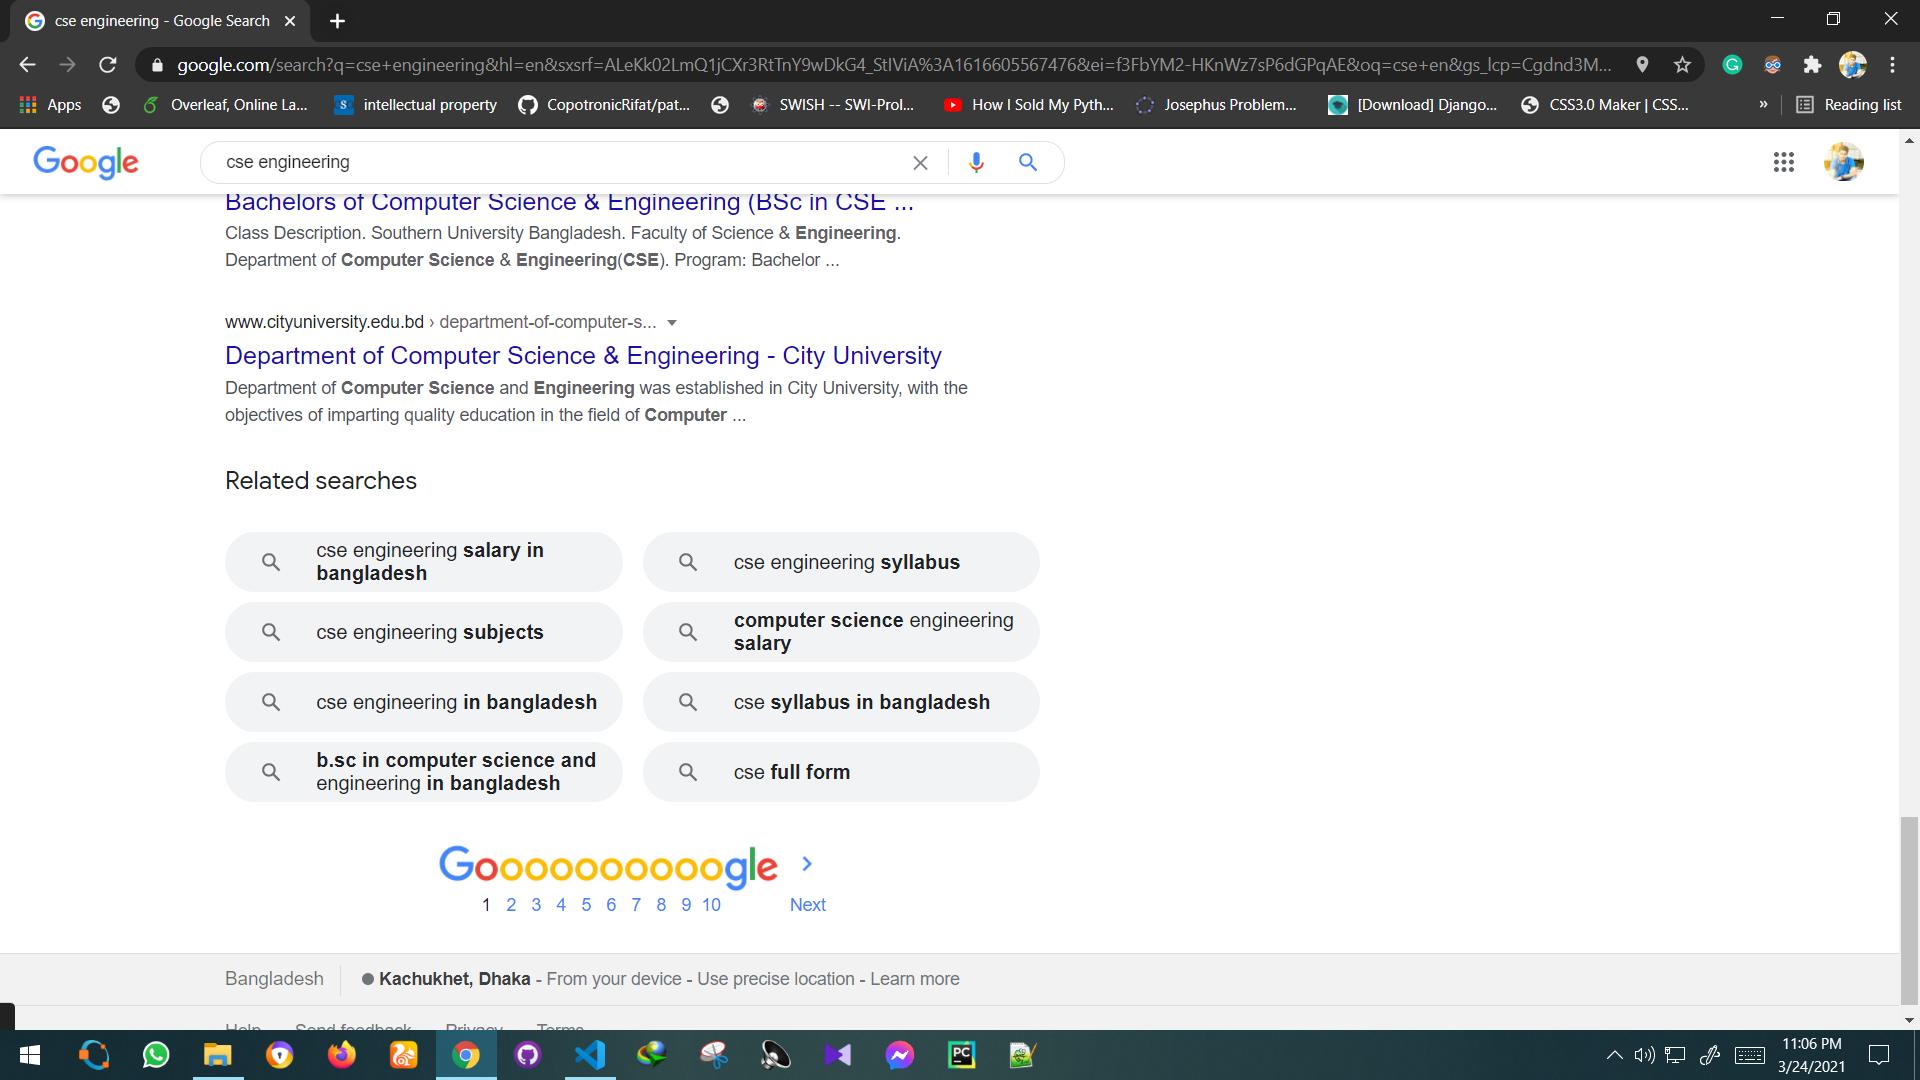 cse engineering - Google Search
google.com/search?q=cse+engineering&hl=en&sxsrf=ALeKk02LmQ1jCXr3RtTnY9wDkG4_StIViA%3A1616605567476&ei=f3FbYM2-HKnWz7sP6dGPqAE&oq=cse+en&gs_lcp=Cgdnd3M...
Apps Overleaf, Online La... intellectual property CopotronicRifat/pat... SWISH -- SWI-Prol... How I Sold My Pyth... Josephus Problem... [Download] Django... CSS3.0 Maker | CSS... » Reading list
Google cse engineering
Bachelors of Computer Science & Engineering (BSc in CSE ...
Class Description. Southern University Bangladesh. Faculty of Science & Engineering.
Department of Computer Science & Engineering(CSE). Program: Bachelor ...
www.cityuniversity.edu.bd › department-of-computer-s...
Department of Computer Science & Engineering - City University
Department of Computer Science and Engineering was established in City University, with the
objectives of imparting quality education in the field of Computer ...
Related searches
cse engineering salary in
bangladesh
cse engineering syllabus
cse engineering subjects
computer science engineering
salary
cse engineering in bangladesh
cse syllabus in bangladesh
b.sc in computer science and
engineering in bangladesh
cse full form
Goooooooooogle
1 2 3 4 5 6 7 8 9 10 Next
Bangladesh Kachukhet, Dhaka - From your device - Use precise location - Learn more
Help Send feedback Privacy Terms
11:06 PM
3/24/2021